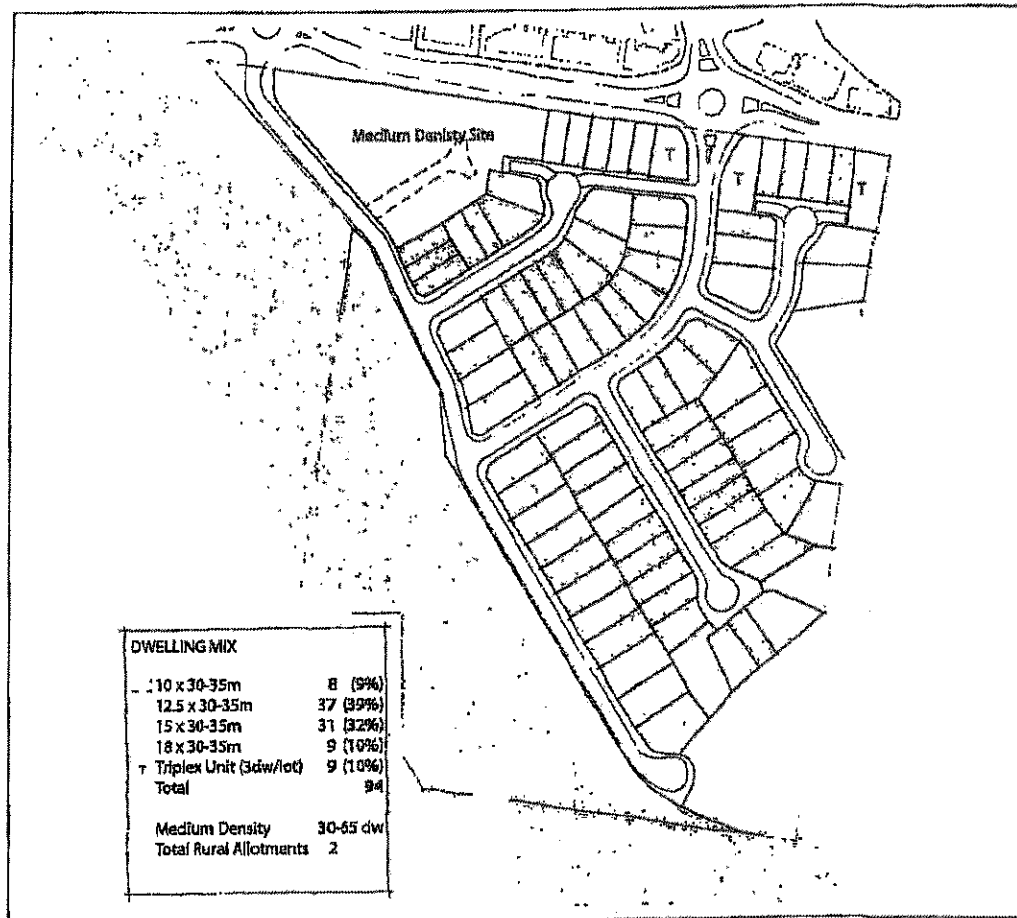 Medium Denisty Site
T
T
T
DWELLING MIX
10 x 30-35m 8 (9%)
12.5 x 30-35m 37 (39%)
15 x 30-35m 31 (32%)
18 x 30-35m 9 (10%)
T Triplex Unit (3dw/lot) 9 (10%)
Total 94
Medium Density 30-65 dw
Total Rural Allotments 2